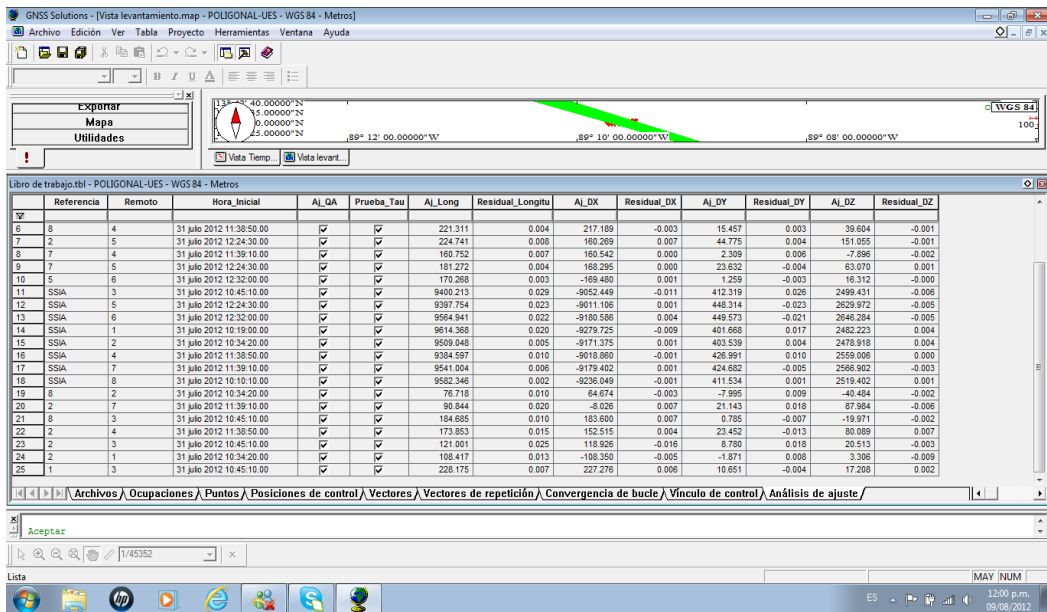 GNSS Solutions - [Vista levantamiento.map - POLIGONAL-UES - WGS 84 - Metros]
Archivo Edición Ver Tabla Proyecto Herramientas Ventana Ayuda
B I U A
Exportar
Mapa
Utilidades
40.00000"N
5.00000"N
0.00000"N
25.00000"N
89° 12' 00.00000"W
89° 10' 00.00000"W
89° 08' 00.00000"W
WGS 84
100
Vista Tiemp...
Vista levant...
Libro de trabajo.tbl - POLIGONAL-UES - WGS 84 - Metros
Referencia Remoto Hora_Inicial Aj_QA Prueba_Tau Aj_Long Residual_Longitu Aj_DX Residual_DX Aj_DY Residual_DY Aj_DZ Residual_DZ
6 8 4 31 julio 2012 11:38:50.00 221.311 0.004 217.189 -0.003 15.457 0.003 39.604 -0.001
7 2 5 31 julio 2012 12:24:30.00 224.741 0.008 160.269 0.007 44.775 0.004 151.055 -0.001
8 7 4 31 julio 2012 11:39:10.00 160.752 0.007 160.542 0.000 2.309 0.006 -7.896 -0.002
9 7 5 31 julio 2012 12:24:30.00 181.272 0.004 168.295 0.000 23.632 -0.004 63.070 0.001
10 5 6 31 julio 2012 12:32:00.00 170.268 0.003 -169.480 0.001 1.259 -0.003 16.312 -0.000
11 SSIA 3 31 julio 2012 10:45:10.00 9400.213 0.029 -9052.449 -0.011 412.319 0.026 2499.431 -0.006
12 SSIA 5 31 julio 2012 12:24:30.00 9397.754 0.023 -9011.106 0.001 448.314 -0.023 2629.972 -0.005
13 SSIA 6 31 julio 2012 12:32:00.00 9564.941 0.022 -9180.586 0.004 449.573 -0.021 2646.284 -0.005
14 SSIA 1 31 julio 2012 10:19:00.00 9614.368 0.020 -9279.725 -0.009 401.668 0.017 2482.223 0.004
15 SSIA 2 31 julio 2012 10:34:20.00 9509.048 0.005 -9171.375 0.001 403.539 0.004 2478.918 0.004
16 SSIA 4 31 julio 2012 11:38:50.00 9384.597 0.010 -9018.860 -0.001 426.991 0.010 2559.006 0.000
17 SSIA 7 31 julio 2012 11:39:10.00 9541.004 0.006 -9179.402 0.001 424.682 -0.005 2566.902 -0.003
18 SSIA 8 31 julio 2012 10:10:10.00 9582.346 0.002 -9236.049 -0.001 411.534 0.001 2519.402 0.001
19 8 2 31 julio 2012 10:34:20.00 76.718 0.010 64.674 -0.003 -7.995 0.009 -40.484 -0.002
20 2 7 31 julio 2012 11:39:10.00 90.844 0.020 -8.026 0.007 21.143 0.018 87.984 -0.006
21 8 3 31 julio 2012 10:45:10.00 184.685 0.010 183.600 0.007 0.785 -0.007 -19.971 -0.002
22 2 4 31 julio 2012 11:38:50.00 173.853 0.015 152.515 0.004 23.452 -0.013 80.089 0.007
23 2 3 31 julio 2012 10:45:10.00 121.001 0.025 118.926 -0.016 8.780 0.018 20.513 -0.003
24 2 1 31 julio 2012 10:34:20.00 108.417 0.013 -108.350 -0.005 -1.871 0.008 3.306 -0.009
25 1 3 31 julio 2012 10:45:10.00 228.175 0.007 227.276 0.006 10.651 -0.004 17.208 0.002
Archivos Ocupaciones Puntos Posiciones de control Vectores Vectores de repetición Convergencia de bucle Vínculo de control Análisis de ajuste
Aceptar
1/45352
Lista
MAY NUM
ES
12:00 p.m.
09/08/2012